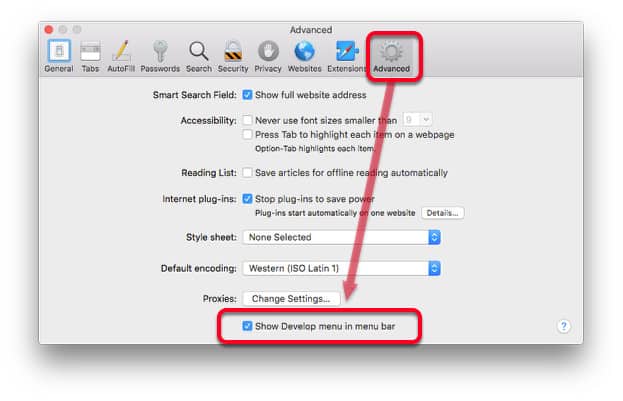 Advanced
General Tabs AutoFill Passwords Search Security Privacy Websites Extensions Advanced
Smart Search Field: Show full website address
Accessibility: Never use font sizes smaller than 9
Press Tab to highlight each item on a webpage
Option-Tab highlights each item.
Reading List: Save articles for offline reading automatically
Internet plug-ins: Stop plug-ins to save power
Plug-ins start automatically on one website Details...
Style sheet: None Selected
Default encoding: Western (ISO Latin 1)
Proxies: Change Settings...
Show Develop menu in menu bar
?